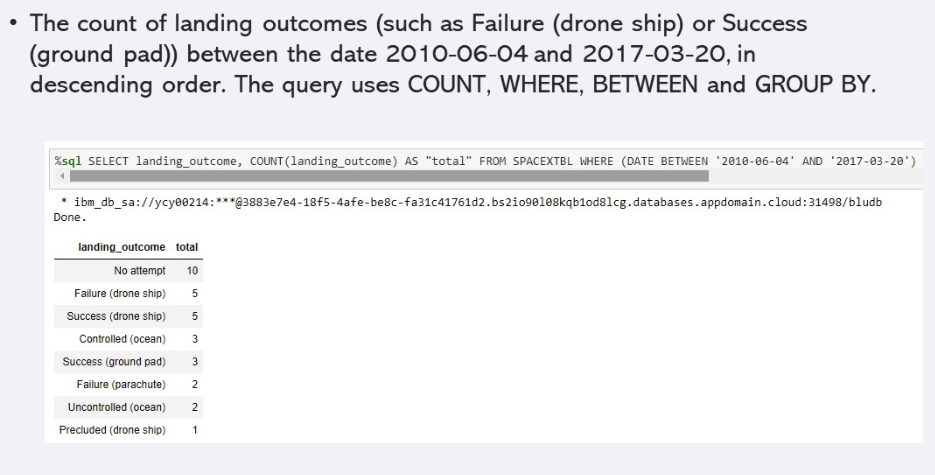 • The count of landing outcomes (such as Failure (drone ship) or Success
(ground pad)) between the date 2010-06-04 and 2017-03-20, in
descending order. The query uses COUNT, WHERE, BETWEEN and GROUP BY.
%sql SELECT landing_outcome, COUNT(landing_outcome) AS "total" FROM SPACEXTBL WHERE (DATE BETWEEN '2010-06-04' AND '2017-03-20')
* ibm_db_sa://ycy00214:***@3883e7e4-18f5-4afe-be8c-fa31c41761d2.bs2io90l08kqb1od8lcg.databases.appdomain.cloud:31498/bludb
Done.
landing_outcome total
No attempt 10
Failure (drone ship) 5
Success (drone ship) 5
Controlled (ocean) 3
Success (ground pad) 3
Failure (parachute) 2
Uncontrolled (ocean) 2
Precluded (drone ship) 1